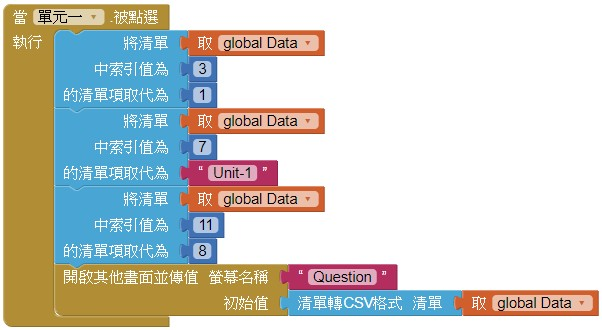 當 單元一 .被點選
執行 將清單 取 global Data
中索引值為 3
的清單項取代為 1
將清單 取 global Data
中索引值為 7
的清單項取代為 “ Unit-1 ”
將清單 取 global Data
中索引值為 11
的清單項取代為 8
開啟其他畫面並傳值 螢幕名稱 “ Question ”
初始值 清單轉CSV格式 清單 取 global Data